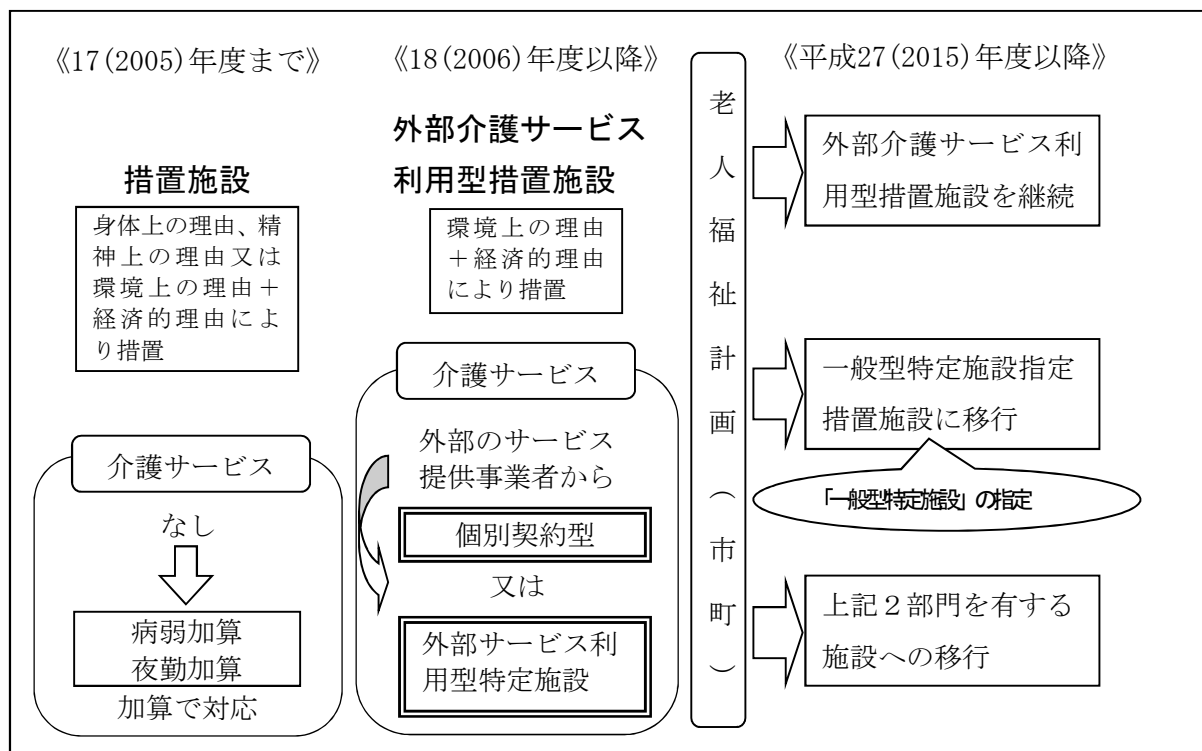 《17(2005)年度まで》
措置施設
身体上の理由、精
神上の理由又は
環境上の理由＋
経済的理由によ
り措置
介護サービス
なし
病弱加算
夜勤加算
加算で対応
《18(2006)年度以降》
外部介護サービス
利用型措置施設
環境上の理由
＋経済的理由
により措置
介護サービス
外部のサービス
提供事業者から
個別契約型
又は
外部サービス利
用型特定施設
老人福祉計画（市町）
《平成27(2015)年度以降》
外部介護サービス利
用型措置施設を継続
一般型特定施設指定
措置施設に移行
「一般型特定施設」の指定
上記２部門を有する
施設への移行